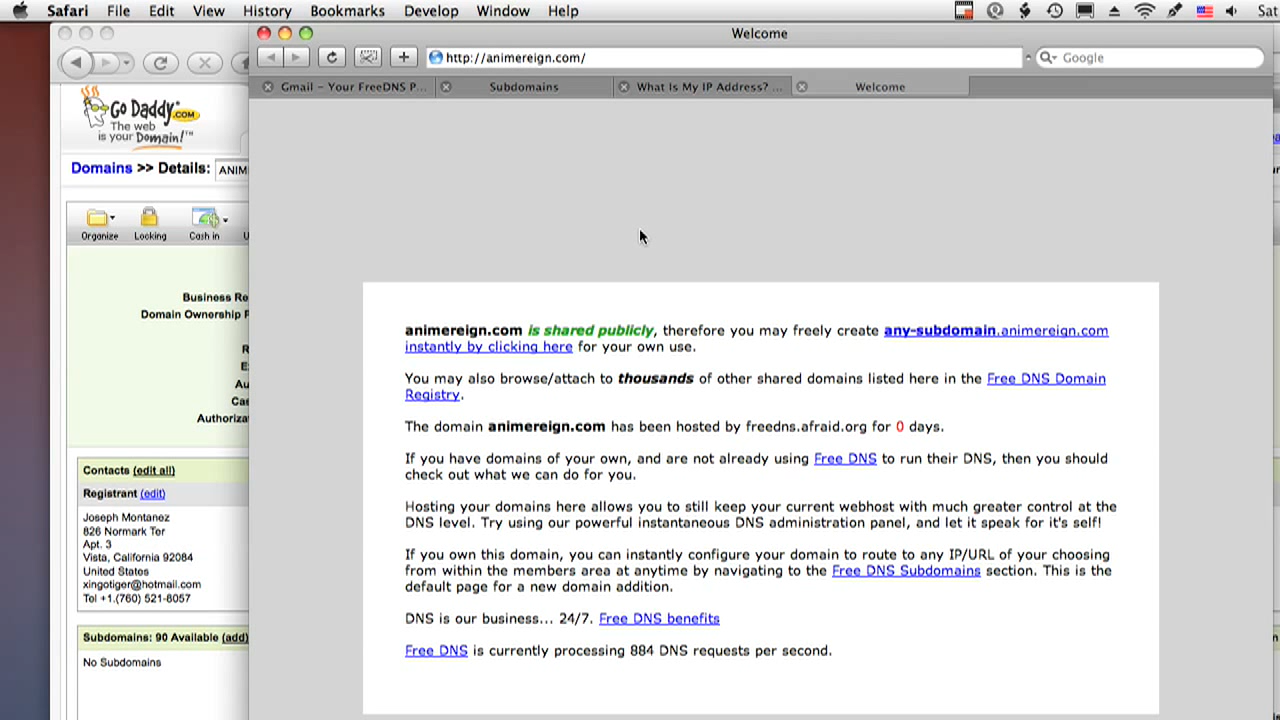 Safari File Edit View History Bookmarks Develop Window Help Sat
Welcome
http://animereign.com/
Google
Gmail – Your FreeDNS P...
Subdomains
What Is My IP Address? ...
Welcome
Go Daddy.COM
The web
is your Domain!™
Domains >> Details: ANIM
Organize Locking Cash in
Business Re
Domain Ownership
Authoriza
Contacts (edit all)
Registrant (edit)
Joseph Montanez
826 Normark Ter
Apt. 3
Vista, California 92084
United States
xingotiger@hotmail.com
Tel +1.(760) 521-6057
Subdomains: 90 Available (add)
No Subdomains
animereign.com is shared publicly, therefore you may freely create any-subdomain.animereign.com
instantly by clicking here for your own use.
You may also browse/attach to thousands of other shared domains listed here in the Free DNS Domain
Registry.
The domain animereign.com has been hosted by freedns.afraid.org for 0 days.
If you have domains of your own, and are not already using Free DNS to run their DNS, then you should
check out what we can do for you.
Hosting your domains here allows you to still keep your current webhost with much greater control at the
DNS level. Try using our powerful instantaneous DNS administration panel, and let it speak for it's self!
If you own this domain, you can instantly configure your domain to route to any IP/URL of your choosing
from within the members area at anytime by navigating to the Free DNS Subdomains section. This is the
default page for a new domain addition.
DNS is our business... 24/7. Free DNS benefits
Free DNS is currently processing 884 DNS requests per second.